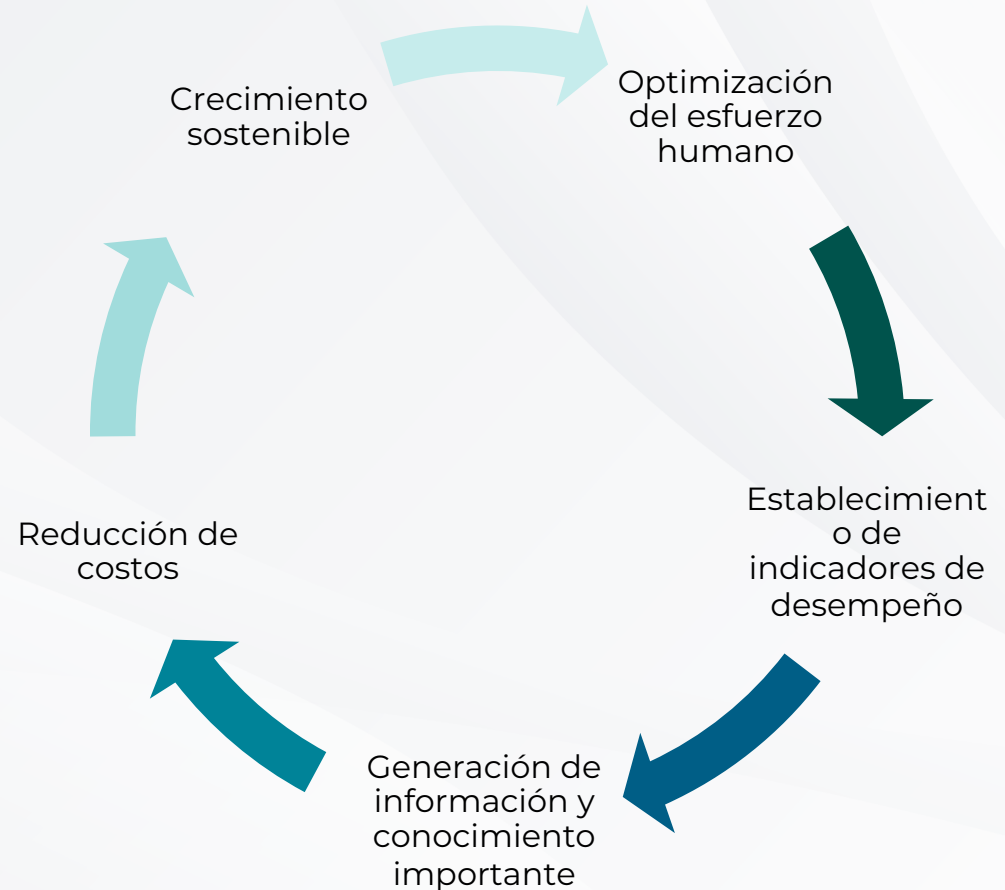 Crecimiento
sostenible
Optimización
del esfuerzo
humano
Establecimient
o de
indicadores de
desempeño
Generación de
información y
conocimiento
importante
Reducción de
costos